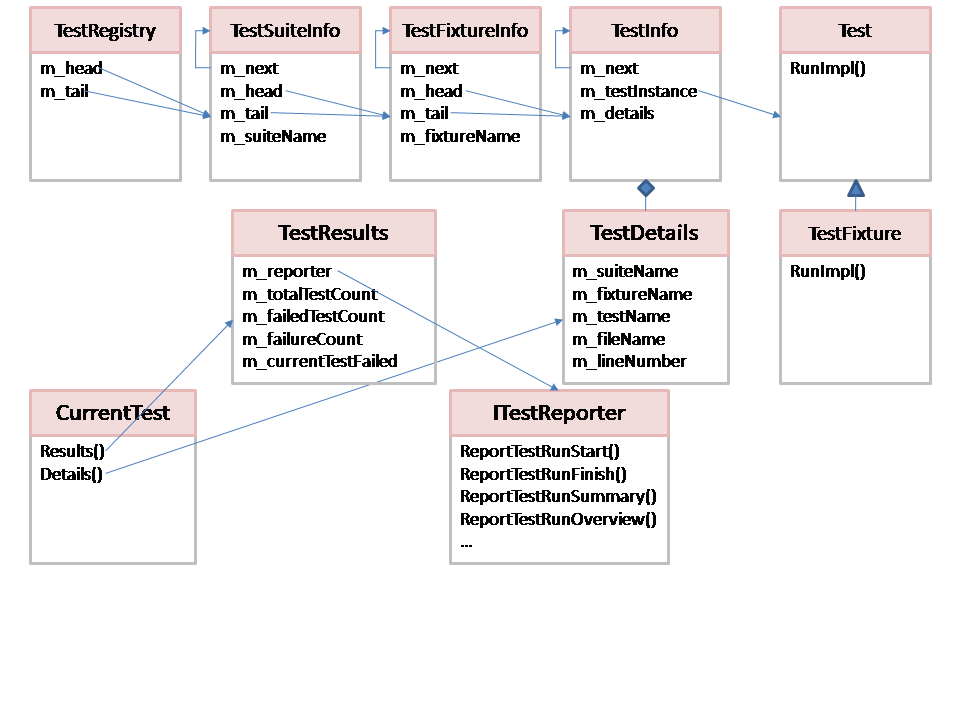 TestRegistry
m_head
m_tail
TestSuiteInfo
m_next
m_head
m_tail
m_suiteName
TestFixtureInfo
m_next
m_head
m_tail
m_fixtureName
TestInfo
m_next
m_testInstance
m_details
Test
RunImpl()
TestResults
m_reporter
m_totalTestCount
m_failedTestCount
m_failureCount
m_currentTestFailed
TestDetails
m_suiteName
m_fixtureName
m_testName
m_fileName
m_lineNumber
TestFixture
RunImpl()
CurrentTest
Results()
Details()
ITestReporter
ReportTestRunStart()
ReportTestRunFinish()
ReportTestRunSummary()
ReportTestRunOverview()
...